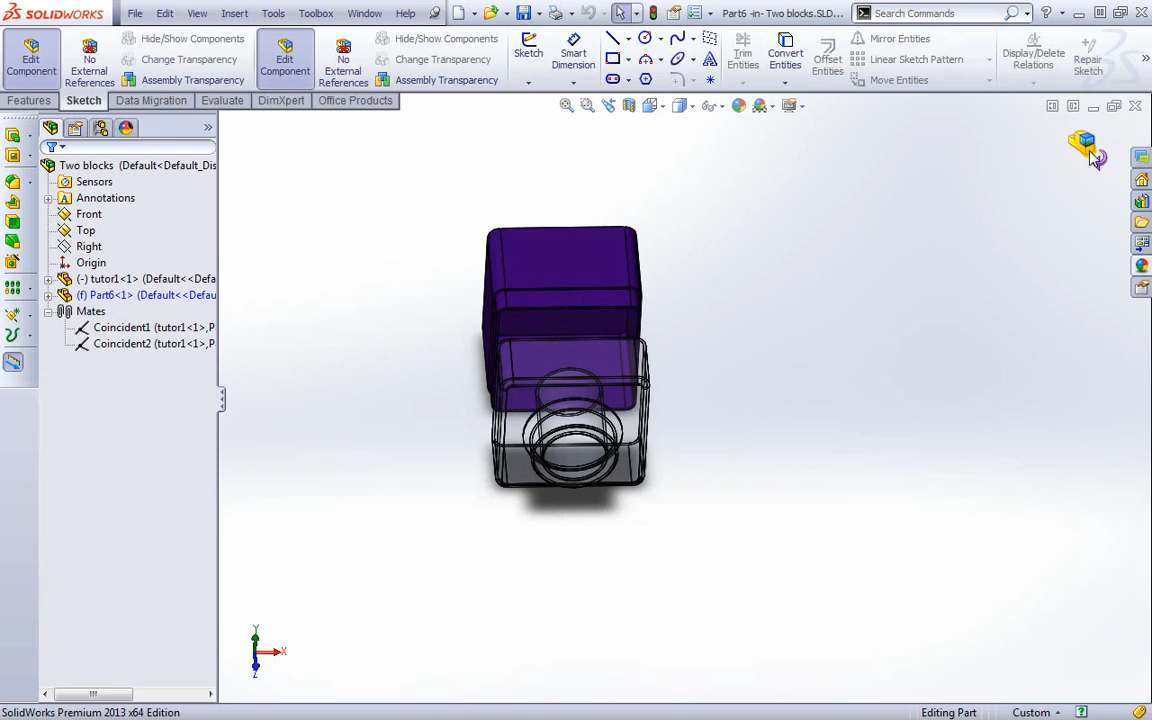 SOLIDWORKS File Edit View Insert Tools Toolbox Window Help Part6 -in- Two blocks.SLD... Search Commands
Edit Component
No External References
Hide/Show Components
Change Transparency
Assembly Transparency
Edit Component
No External References
Hide/Show Components
Change Transparency
Assembly Transparency
Sketch
Smart Dimension
Trim Entities
Convert Entities
Offset Entities
Mirror Entities
Linear Sketch Pattern
Move Entities
Display/Delete Relations
Repair Sketch
Features Sketch Data Migration Evaluate DimXpert Office Products
Two blocks (Default<Default_Dis
Sensors
Annotations
Front
Top
Right
Origin
(-) tutor1<1> (Default<<Defa
(f) Part6<1> (Default<<Defau
Mates
Coincident1 (tutor1<1>,P
Coincident2 (tutor1<1>,P
Y
X
Z
SolidWorks Premium 2013 x64 Edition Editing Part Custom